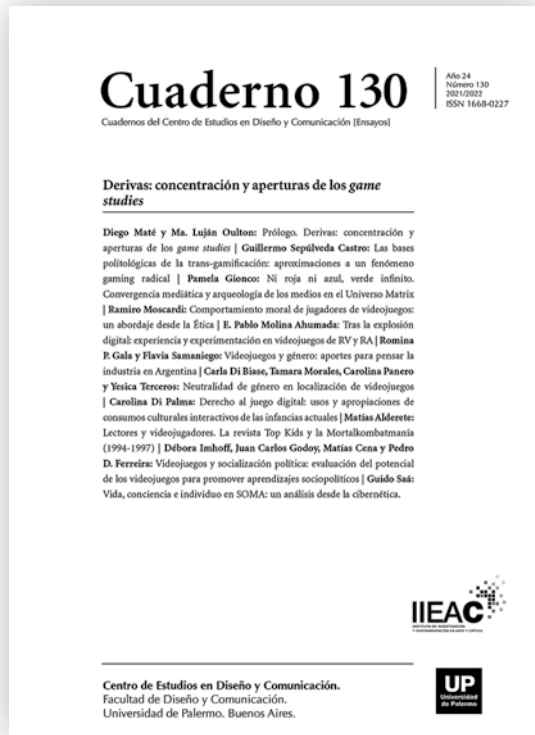 Cuaderno 130
Cuadernos del Centro de Estudios en Diseño y Comunicación [Ensayos]
Año 24
Número 130
2021/2022
ISSN 1668-0227
Derivas: concentración y aperturas de los game
studies
Diego Maté y Ma. Luján Oulton: Prólogo. Derivas: concentración y
aperturas de los game studies | Guillermo Sepúlveda Castro: Las bases
politológicas de la trans-gamificación: aproximaciones a un fenómeno
gaming radical | Pamela Gionco: Ni roja ni azul, verde infinito.
Convergencia mediática y arqueología de los medios en el Universo Matrix
| Ramiro Moscardi: Comportamiento moral de jugadores de videojuegos:
un abordaje desde la Ética | E. Pablo Molina Ahumada: Tras la explosión
digital: experiencia y experimentación en videojuegos de RV y RA | Romina
P. Gala y Flavia Samaniego: Videojuegos y género: aportes para pensar la
industria en Argentina | Carla Di Biase, Tamara Morales, Carolina Panero
y Yesica Terceros: Neutralidad de género en localización de videojuegos
| Carolina Di Palma: Derecho al juego digital: usos y apropiaciones de
consumos culturales interactivos de las infancias actuales | Matías Alderete:
Lectores y videojugadores. La revista Top Kids y la Mortalkombatmanía
(1994-1997) | Débora Imhoff, Juan Carlos Godoy, Matías Cena y Pedro
D. Ferreira: Videojuegos y socialización política: evaluación del potencial
de los videojuegos para promover aprendizajes sociopolíticos | Guido Saá:
Vida, conciencia e individuo en SOMA: un análisis desde la cibernética.
IIEAC
INSTITUTO DE INVESTIGACIÓN
Y EXPERIMENTACIÓN EN ARTE Y CRÍTICA
Centro de Estudios en Diseño y Comunicación.
Facultad de Diseño y Comunicación.
Universidad de Palermo. Buenos Aires.
UP
Universidad
de Palermo